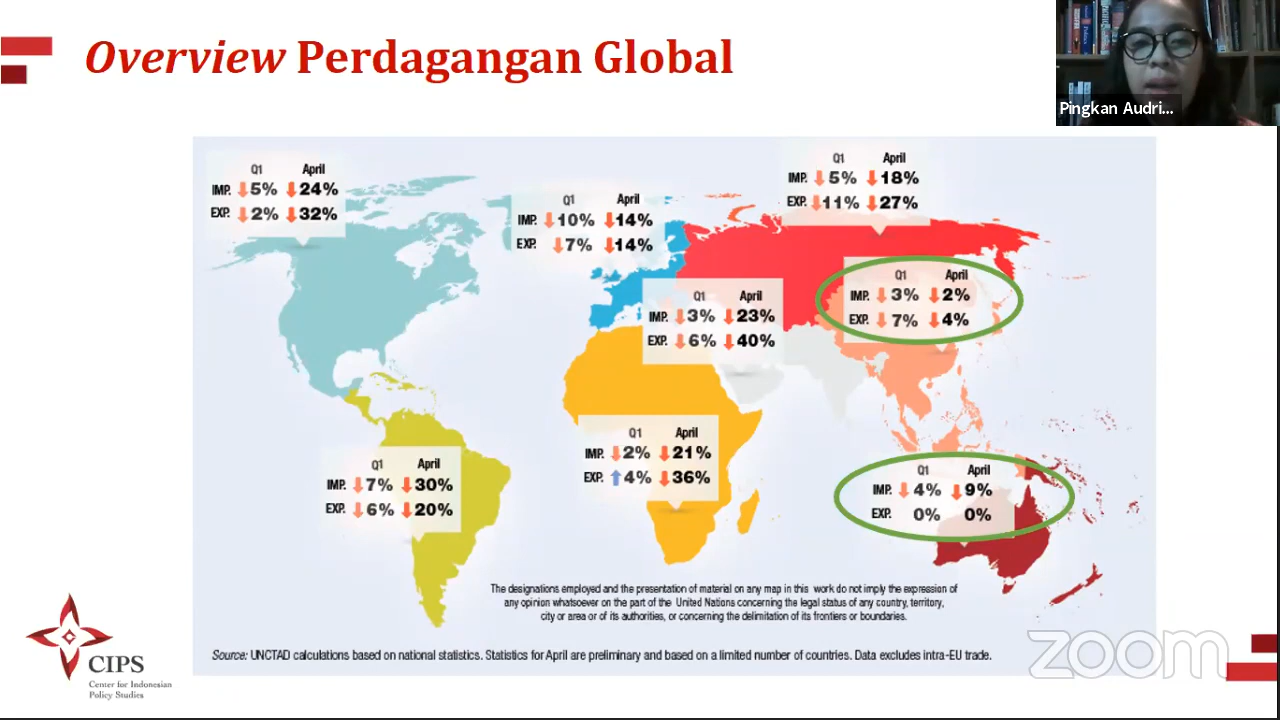 Overview Perdagangan Global
Pingkan Audri...
Q1 April
IMP. 5% 24%
EXP. 2% 32%
Q1 April
IMP. 10% 14%
EXP. 7% 14%
Q1 April
IMP. 5% 18%
EXP. 11% 27%
Q1 April
IMP. 3% 23%
EXP. 6% 40%
Q1 April
IMP. 3% 2%
EXP. 7% 4%
Q1 April
IMP. 7% 30%
EXP. 6% 20%
Q1 April
IMP. 2% 21%
EXP. 4% 36%
Q1 April
IMP. 4% 9%
EXP. 0% 0%
The designations employed and the presentation of material on any map in this work do not imply the expression of
any opinion whatsoever on the part of the United Nations concerning the legal status of any country, territory,
city or area or of its authorities, or concerning the delimitation of its frontiers or boundaries.
Source: UNCTAD calculations based on national statistics. Statistics for April are preliminary and based on a limited number of countries. Data excludes intra-EU trade.
CIPS
Center for Indonesian
Policy Studies
zoom